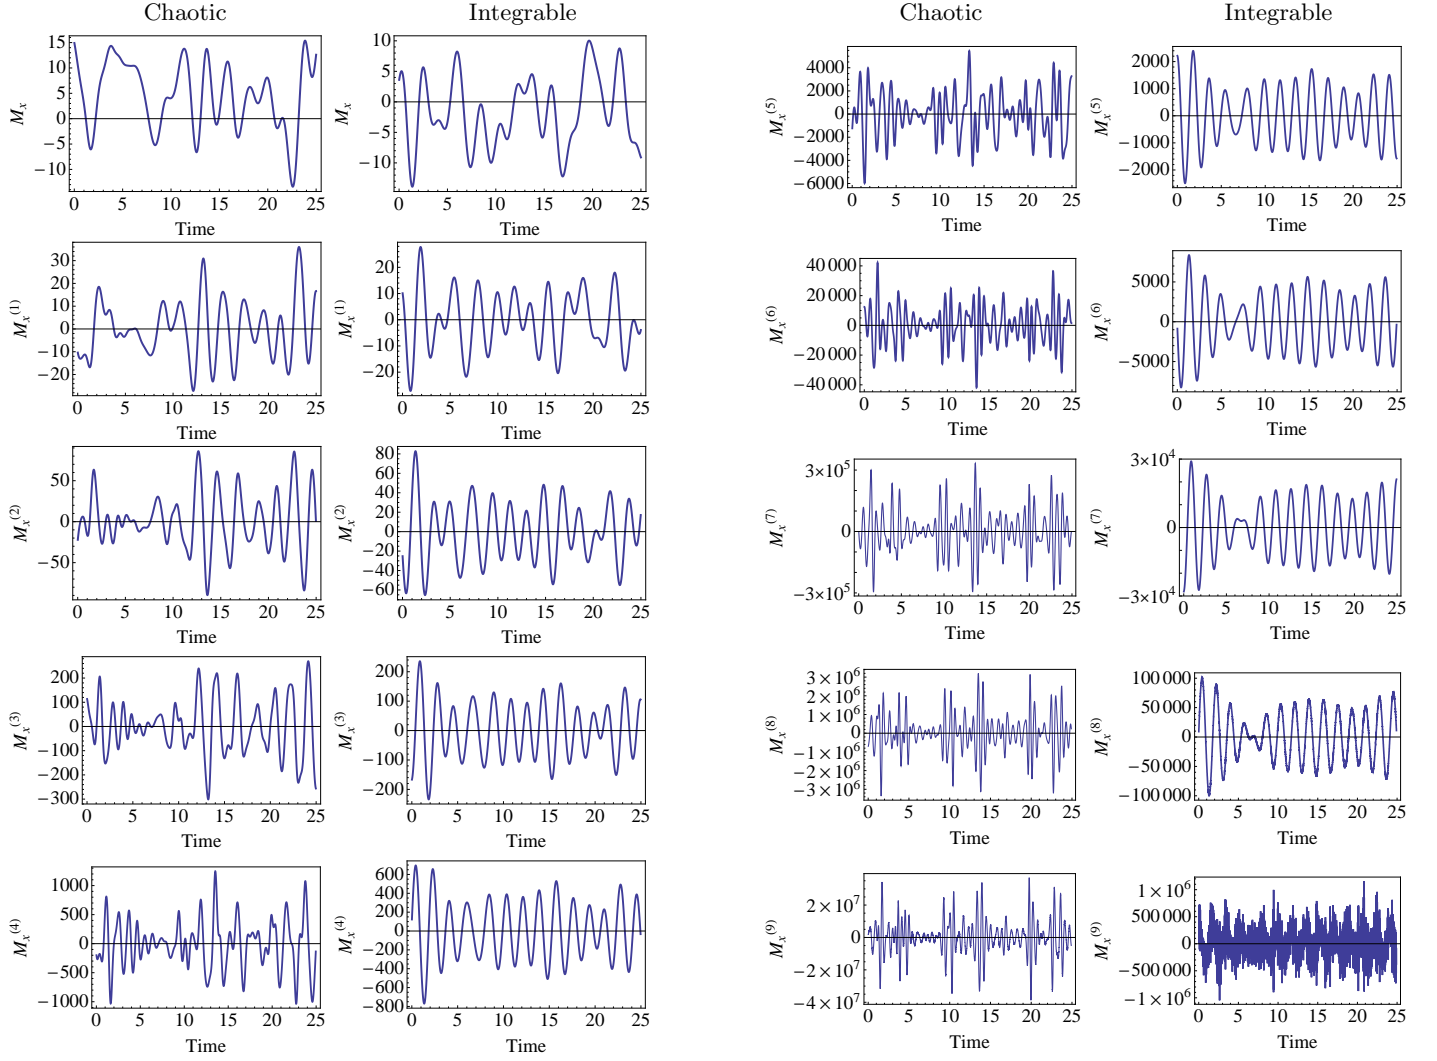 Chaotic
Integrable
Chaotic
Integrable
15
10
5
0
−5
−10
M_x
0 5 10 15 20 25
Time
10
5
0
−5
−10
M_x
0 5 10 15 20 25
Time
4000
2000
0
−2000
−4000
−6000
M_x^(5)
0 5 10 15 20 25
Time
2000
1000
0
−1000
−2000
M_x^(5)
0 5 10 15 20 25
Time
30
20
10
0
−10
−20
M_x^(1)
0 5 10 15 20 25
Time
20
10
0
−10
−20
M_x^(1)
0 5 10 15 20 25
Time
40 000
20 000
0
−20 000
−40 000
M_x^(6)
0 5 10 15 20 25
Time
5000
0
−5000
M_x^(6)
0 5 10 15 20 25
Time
50
0
−50
M_x^(2)
0 5 10 15 20 25
Time
80
60
40
20
0
−20
−40
−60
M_x^(2)
0 5 10 15 20 25
Time
3×10^5
0
−3×10^5
M_x^(7)
0 5 10 15 20 25
Time
3×10^4
0
−3×10^4
M_x^(7)
0 5 10 15 20 25
Time
200
100
0
−100
−200
−300
M_x^(3)
0 5 10 15 20 25
Time
200
100
0
−100
−200
M_x^(3)
0 5 10 15 20 25
Time
3 × 10^6
2 × 10^6
1 × 10^6
0
−1 × 10^6
−2 × 10^6
−3 × 10^6
M_x^(8)
0 5 10 15 20 25
Time
100 000
50 000
0
−50 000
−100 000
M_x^(8)
0 5 10 15 20 25
Time
1000
500
0
−500
−1000
M_x^(4)
0 5 10 15 20 25
Time
600
400
200
0
−200
−400
−600
−800
M_x^(4)
0 5 10 15 20 25
Time
2 × 10^7
0
−2 × 10^7
−4 × 10^7
M_x^(9)
0 5 10 15 20 25
Time
1 × 10^6
500 000
0
−500 000
−1 × 10^6
M_x^(9)
0 5 10 15 20 25
Time